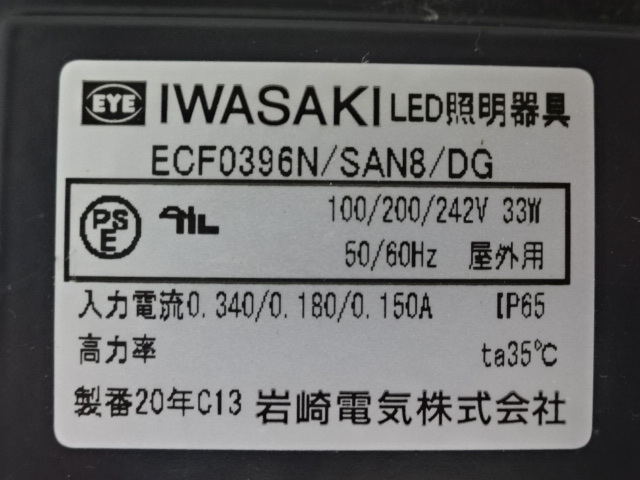 EYE IWASAKI LED照明器具
ECF0396N/SAN8/DG
PSE 100/200/242V 33W
50/60Hz 屋外用
入力電流0.340/0.180/0.150A IP65
高力率 ta35℃
製番20年C13 岩崎電気株式会社